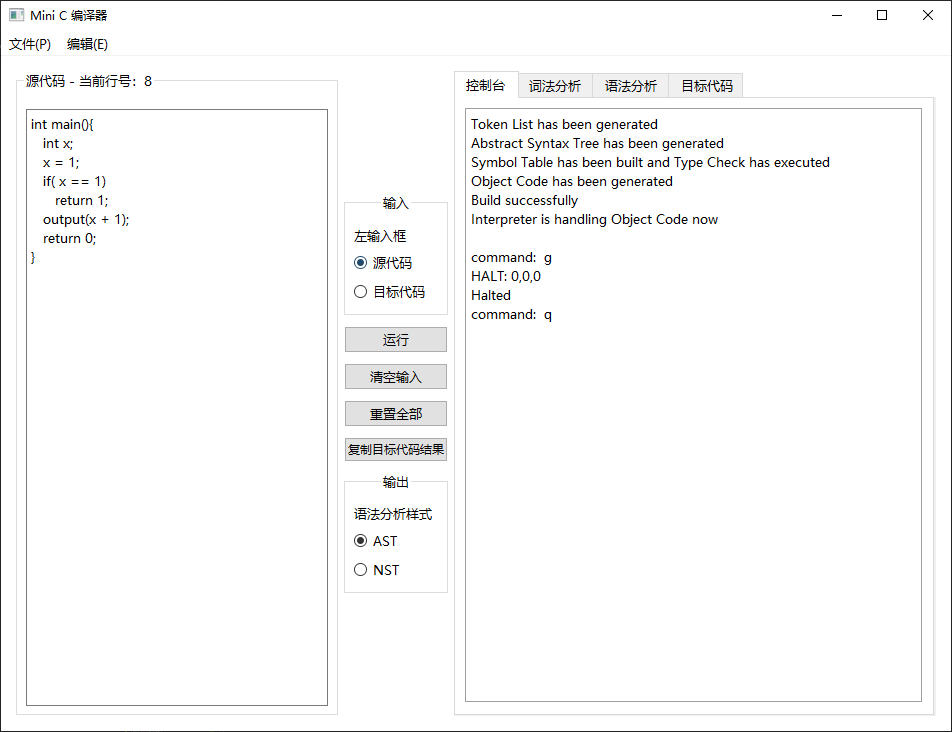 Mini C 编译器
文件(P) 编辑(E)
源代码 - 当前行号: 8
int main(){
int x;
x = 1;
if( x == 1)
return 1;
output(x + 1);
return 0;
}
输入
左输入框
源代码
目标代码
运行
清空输入
重置全部
复制目标代码结果
输出
语法分析样式
AST
NST
控制台 词法分析 语法分析 目标代码
Token List has been generated
Abstract Syntax Tree has been generated
Symbol Table has been built and Type Check has executed
Object Code has been generated
Build successfully
Interpreter is handling Object Code now
command: g
HALT: 0,0,0
Halted
command: q